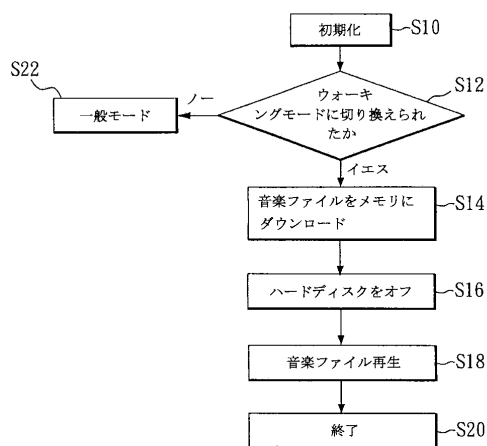 初期化
S10
S22
S12
ノー
一般モード
ウォーキ
ングモードに切り換えられ
たか
イエス
音楽ファイルをメモリに
ダウンロード
S14
ハードディスクをオフ
S16
音楽ファイル再生
S18
終了
S20